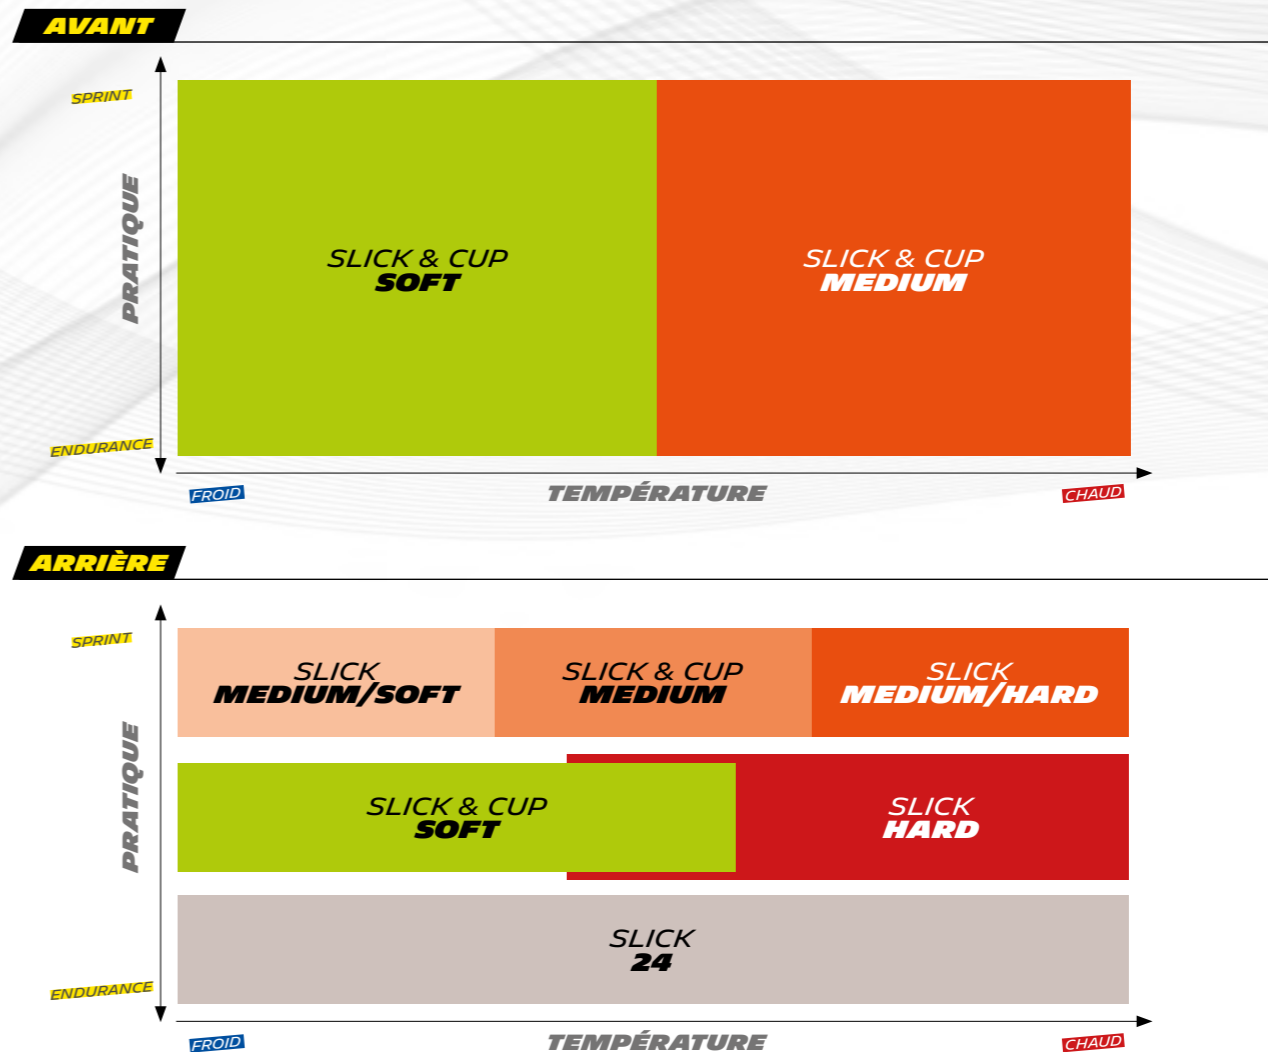 AVANT
SPRINT
PRATIQUE
SLICK & CUP
SOFT
SLICK & CUP
MEDIUM
ENDURANCE
FROID
TEMPÉRATURE
CHAUD
ARRIÈRE
SPRINT
PRATIQUE
SLICK
MEDIUM/SOFT
SLICK & CUP
MEDIUM
SLICK
MEDIUM/HARD
SLICK & CUP
SOFT
SLICK
HARD
SLICK
24
ENDURANCE
FROID
TEMPÉRATURE
CHAUD